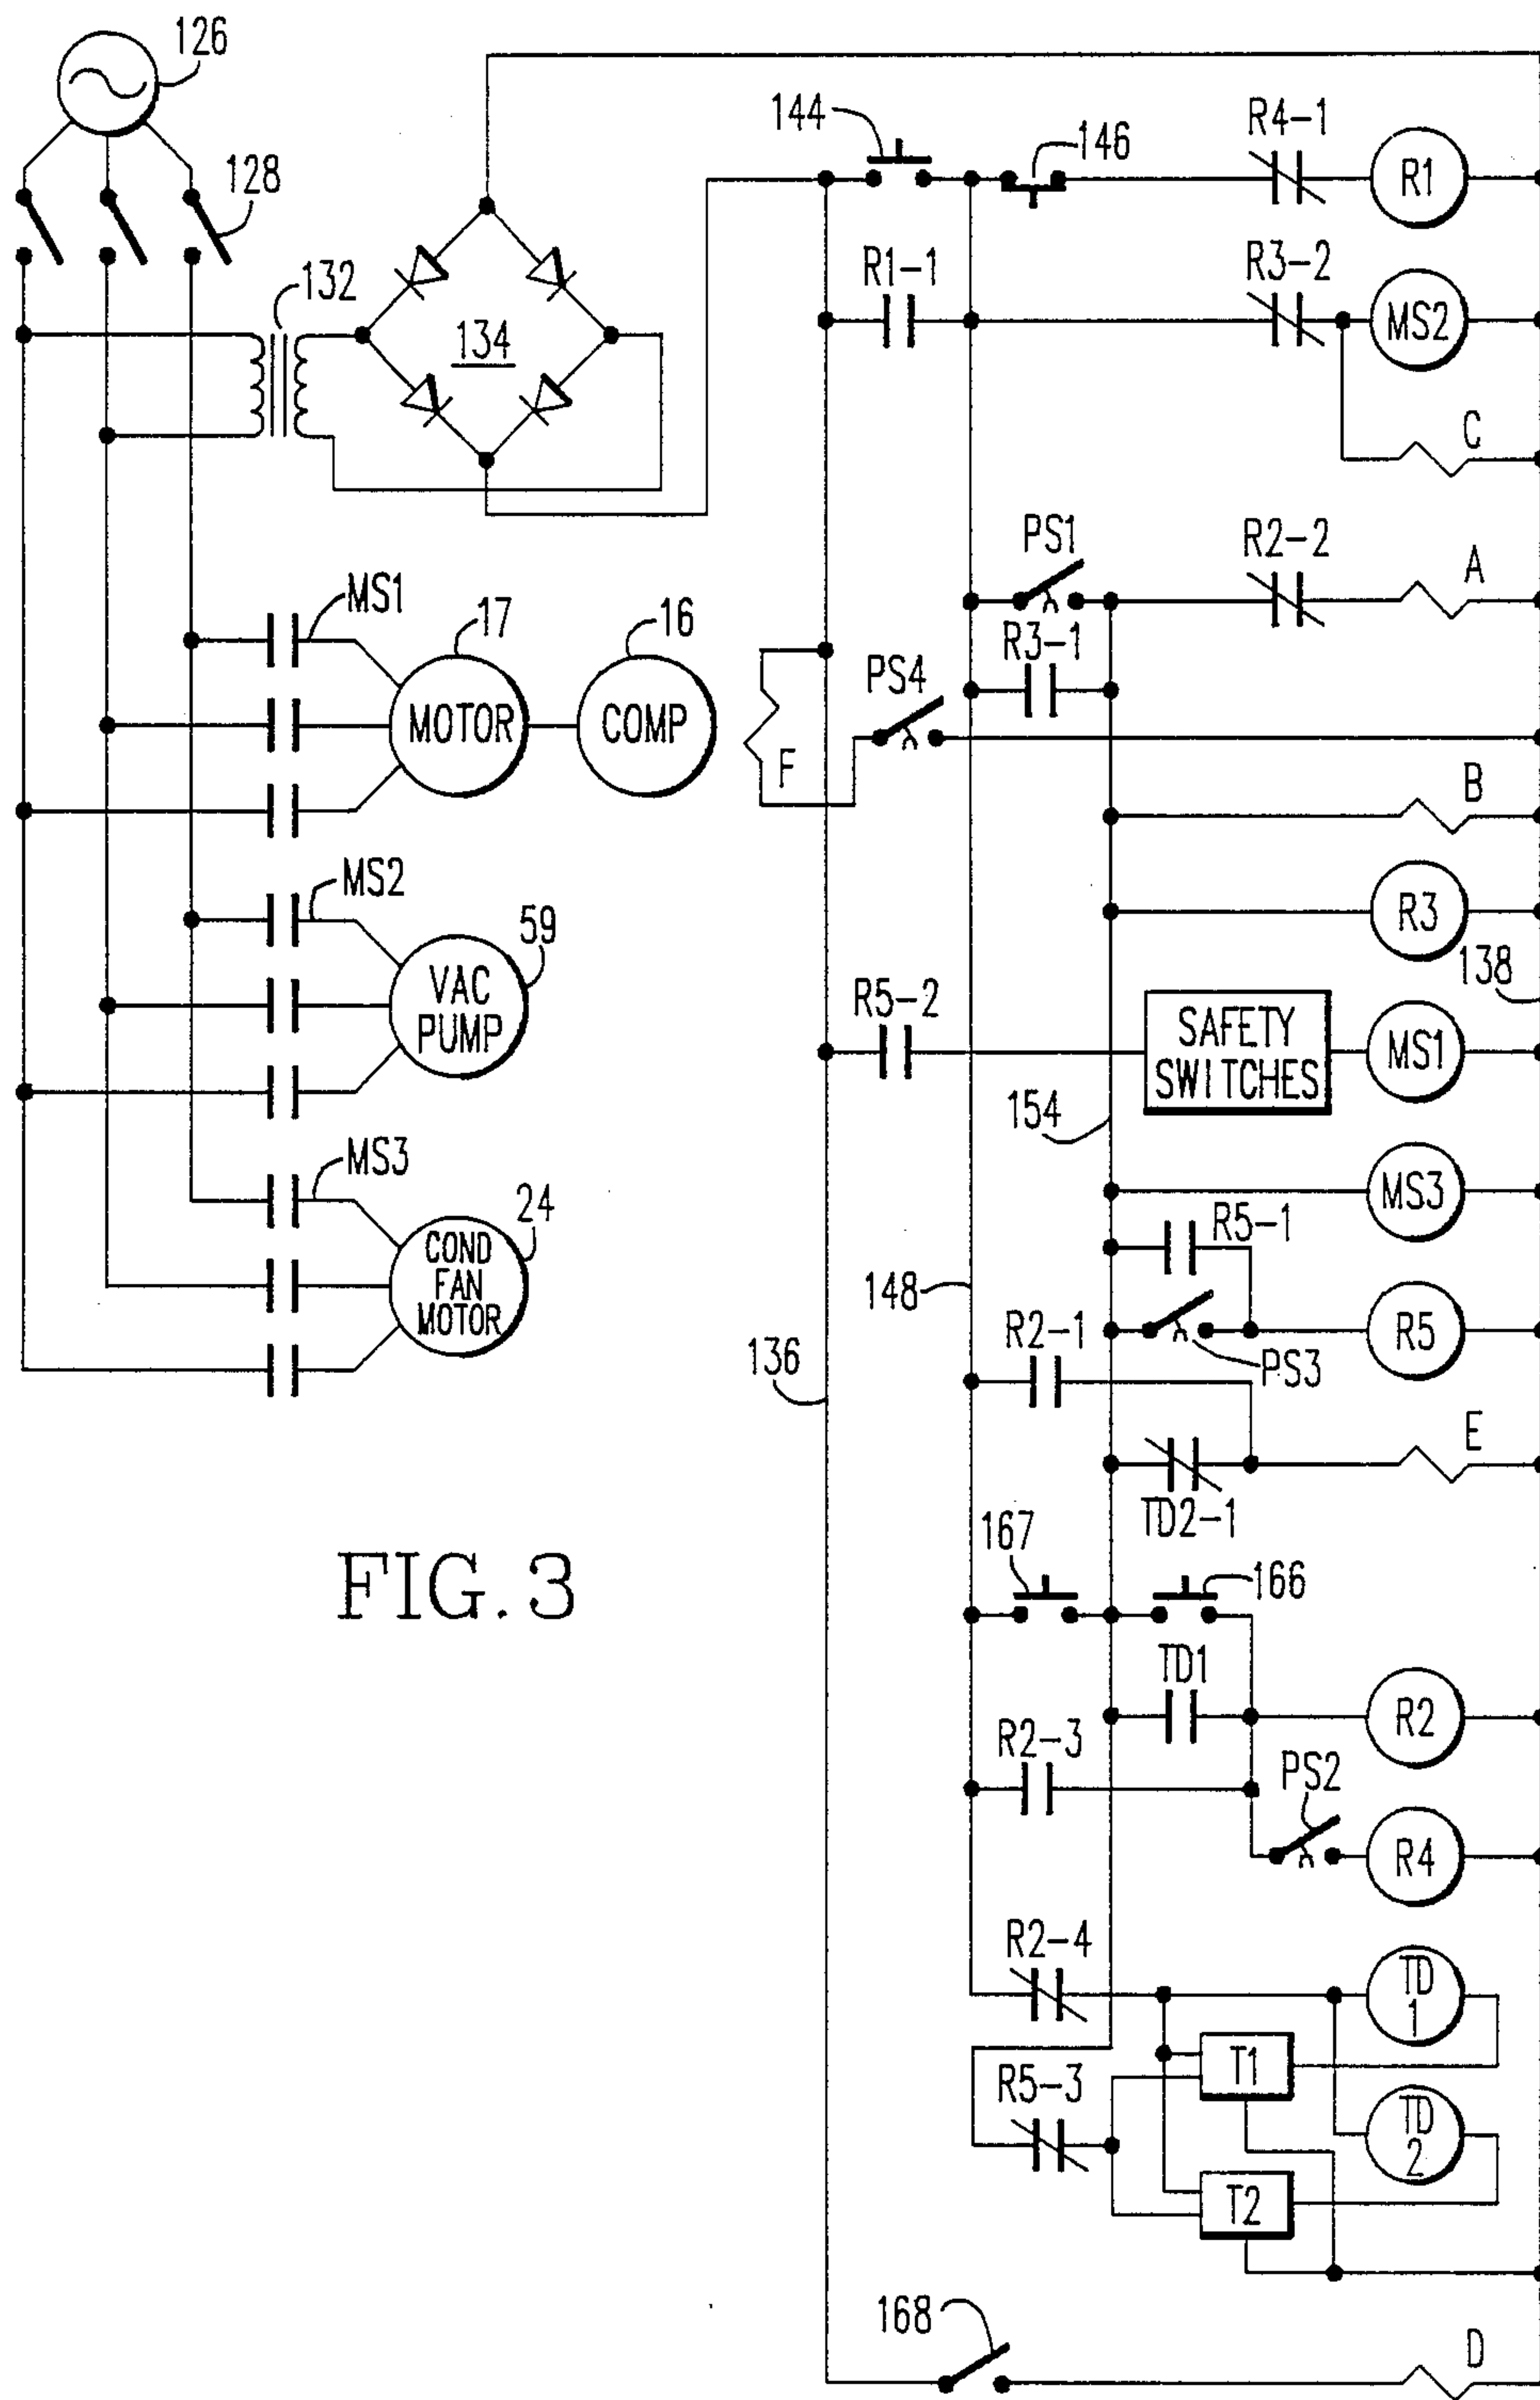 126
144
146
R4-1
R1
128
132
134
R1-1
R3-2
MS2
C
PS1
R2-2
A
MS1
17
16
MOTOR
COMP
R3-1
PS4
F
B
MS2
59
VAC
PUMP
R3
138
R5-2
SAFETY
SWITCHES
MS1
154
MS3
24
COND
FAN
MOTOR
MS3
R5-1
148
R2-1
R5
136
PS3
E
TD2-1
FIG. 3
167
166
TD1
R2
R2-3
PS2
R4
R2-4
TD
1
T1
R5-3
TD
2
T2
168
D